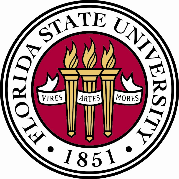 FLORIDA STATE UNIVERSITY
VIRES ARTES MORES
· 1851 ·